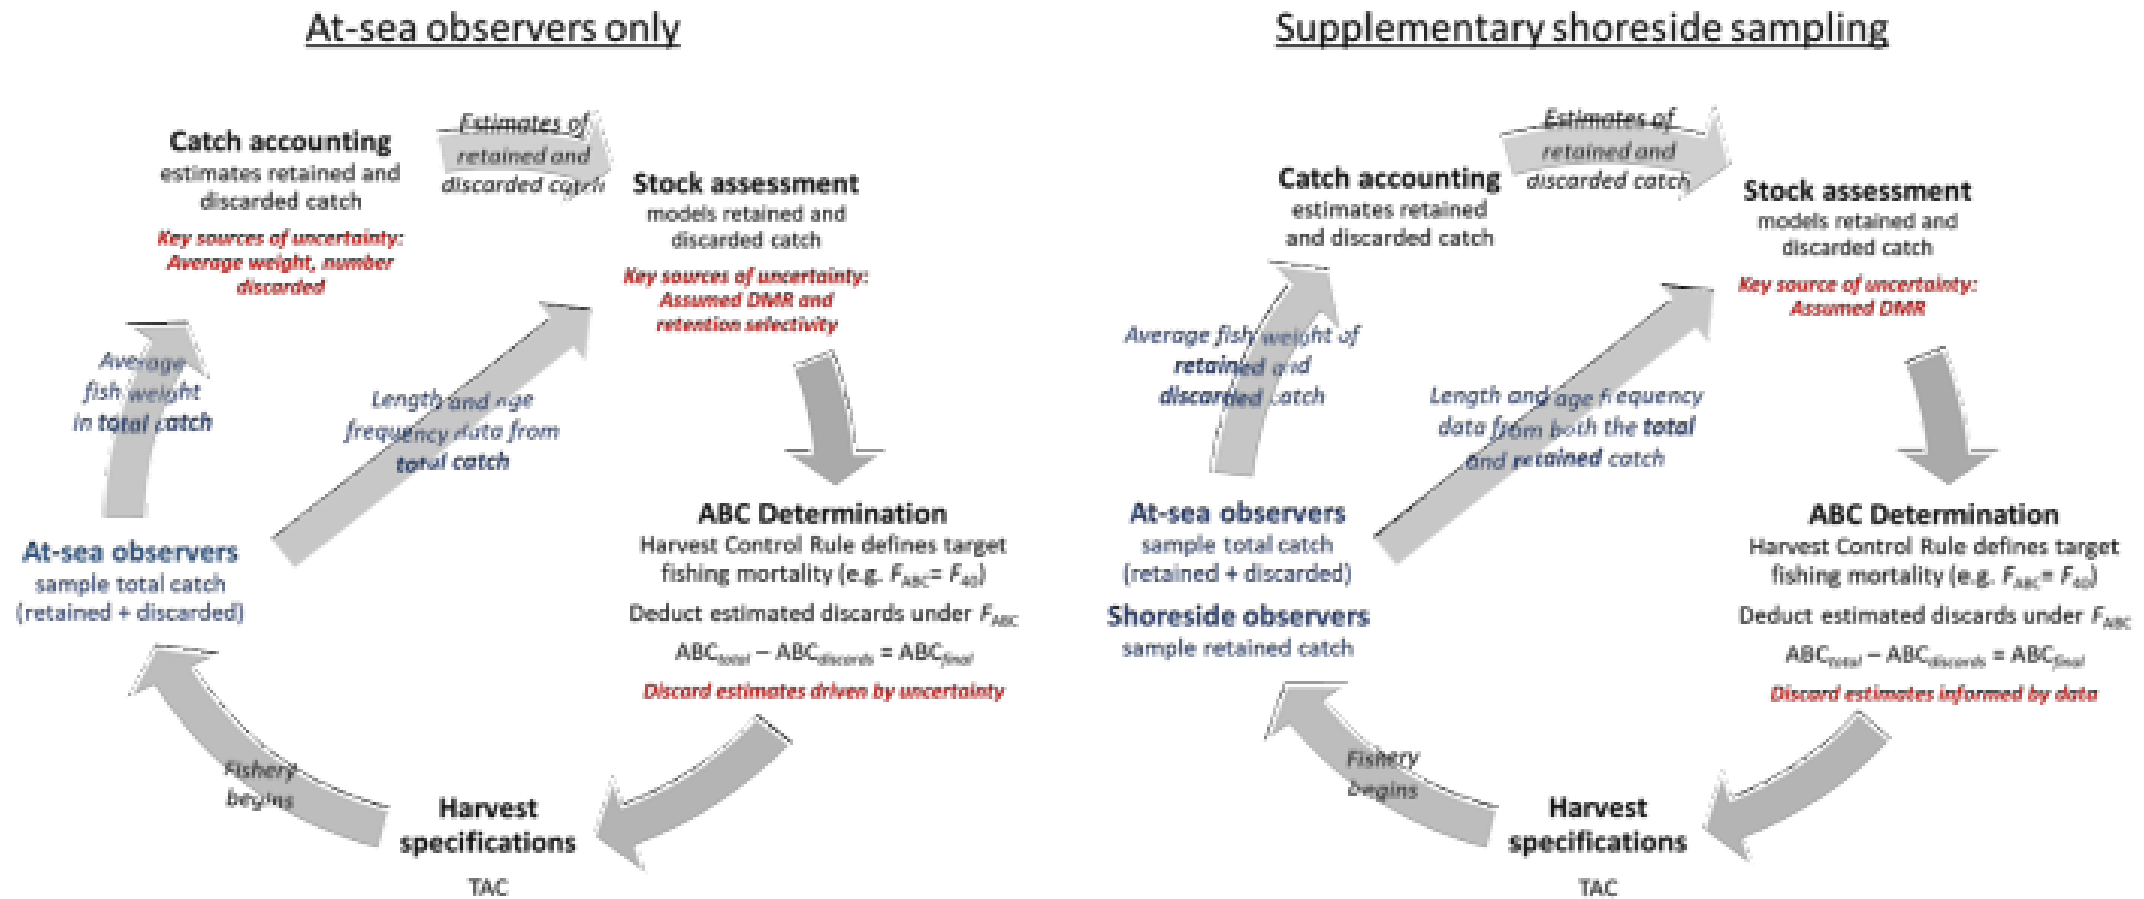 At-sea observers only
Catch accounting
estimates retained and
discarded catch
Key sources of uncertainty:
Average weight, number
discarded
Estimates of
retained and
discarded catch
Stock assessment
models retained and
discarded catch
Key sources of uncertainty:
Assumed DMR and
retention selectivity
Average
fish weight
in total catch
Length and age
frequency data from
total catch
At-sea observers
sample total catch
(retained + discarded)
ABC Determination
Harvest Control Rule defines target
fishing mortality (e.g. FABC= F40)
Deduct estimated discards under FABC
ABCtotal – ABCdiscards = ABCfinal
Discard estimates driven by uncertainty
Fishery
begins
Harvest
specifications
TAC
Supplementary shoreside sampling
Catch accounting
estimates retained
and discarded catch
Estimates of
retained and
discarded catch
Stock assessment
models retained and
discarded catch
Key source of uncertainty:
Assumed DMR
Average fish weight of
retained and
discarded catch
Length and age frequency
data from both the total
and retained catch
At-sea observers
sample total catch
(retained + discarded)
Shoreside observers
sample retained catch
ABC Determination
Harvest Control Rule defines target
fishing mortality (e.g. FABC= F40)
Deduct estimated discards under FABC
ABCtotal – ABCdiscards = ABCfinal
Discard estimates informed by data
Fishery
begins
Harvest
specifications
TAC